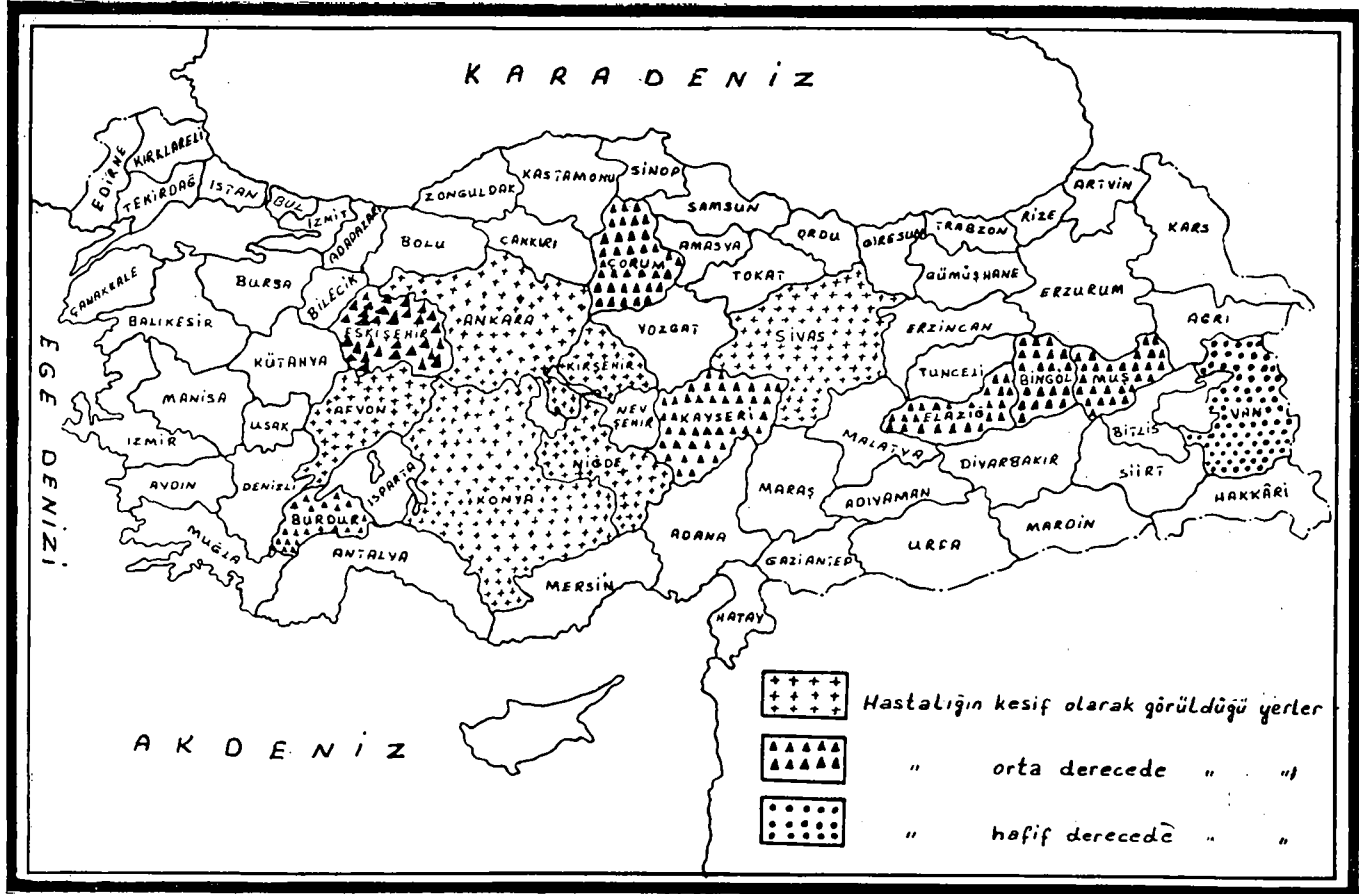 KARADENİZ
EDİRNE
KIRKLARELİ
TEKİRDAĞ
İSTAN
BUL
İZMİT
ADAPAZARI
ZONGULDAK
KASTAMONU
SİNOP
SAMSUN
BOLU
ÇANKIRI
ÇORUM
AMASYA
TOKAT
ORDU
GİRESUN
TRABZON
RİZE
ARTVİN
KARS
GÜMÜŞHANE
ERZURUM
ÇANAKKALE
BURSA
BİLECİK
BALIKESİR
ESKİŞEHİR
ANKARA
YOZGAT
SİVAS
ERZİNCAN
AĞRI
KÜTAHYA
KIRŞEHİR
TUNCELİ
BİNGÖL
MUŞ
MANİSA
UŞAK
AFYON
NEV
ŞEHİR
KAYSERİ
ELAZIĞ
VAN
BİTLİS
İZMİR
MALATYA
EGE DENİZİ
AYDIN
DENİZLİ
ISPARTA
KONYA
NİĞDE
MARAŞ
ADIYAMAN
DİYARBAKIR
SİİRT
HAKKÂRİ
BURDUR
MUĞLA
ANTALYA
MERSİN
ADANA
GAZİANTEP
URFA
MARDİN
HATAY
AKDENİZ
Hastalığın kesif olarak görüldüğü yerler
" orta derecede " "
" hafif derecede " "